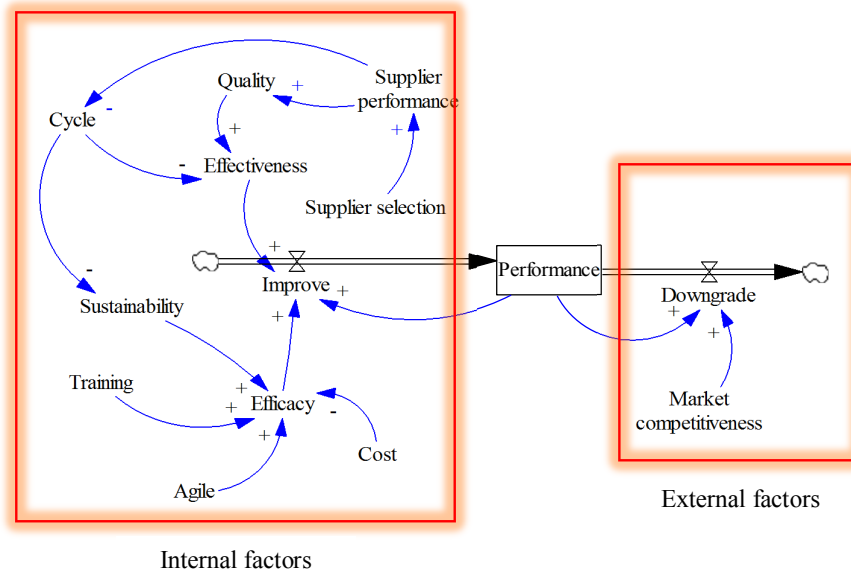 Quality
+
Supplier
performance
-
Cycle
+
+
-
Effectiveness
Supplier selection
+
-
Performance
Improve
+
Downgrade
+
+
+
Sustainability
Training
+
+
Efficacy
-
+
Market
competitiveness
Cost
Agile
External factors
Internal factors